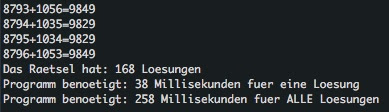 8793+1056=9849
8794+1035=9829
8795+1034=9829
8796+1053=9849
Das Raetsel hat: 168 Loesungen
Programm benoetigt: 38 Millisekunden fuer eine Loesung
Programm benoetigt: 258 Millisekunden fuer ALLE Loesungen